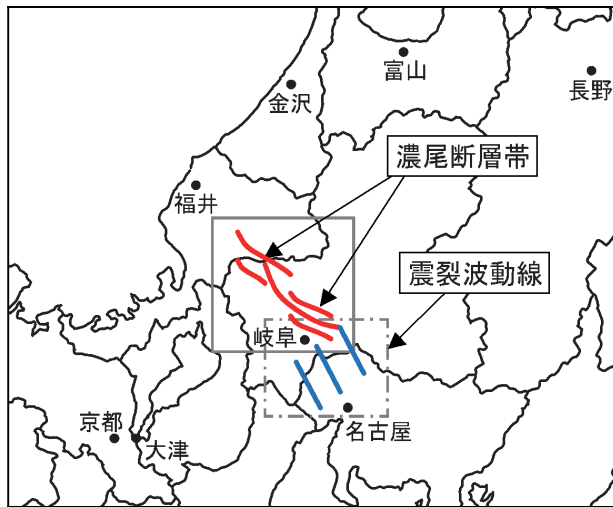 富山
長野
金沢
濃尾断層帯
福井
震裂波動線
岐阜
京都
大津
名古屋